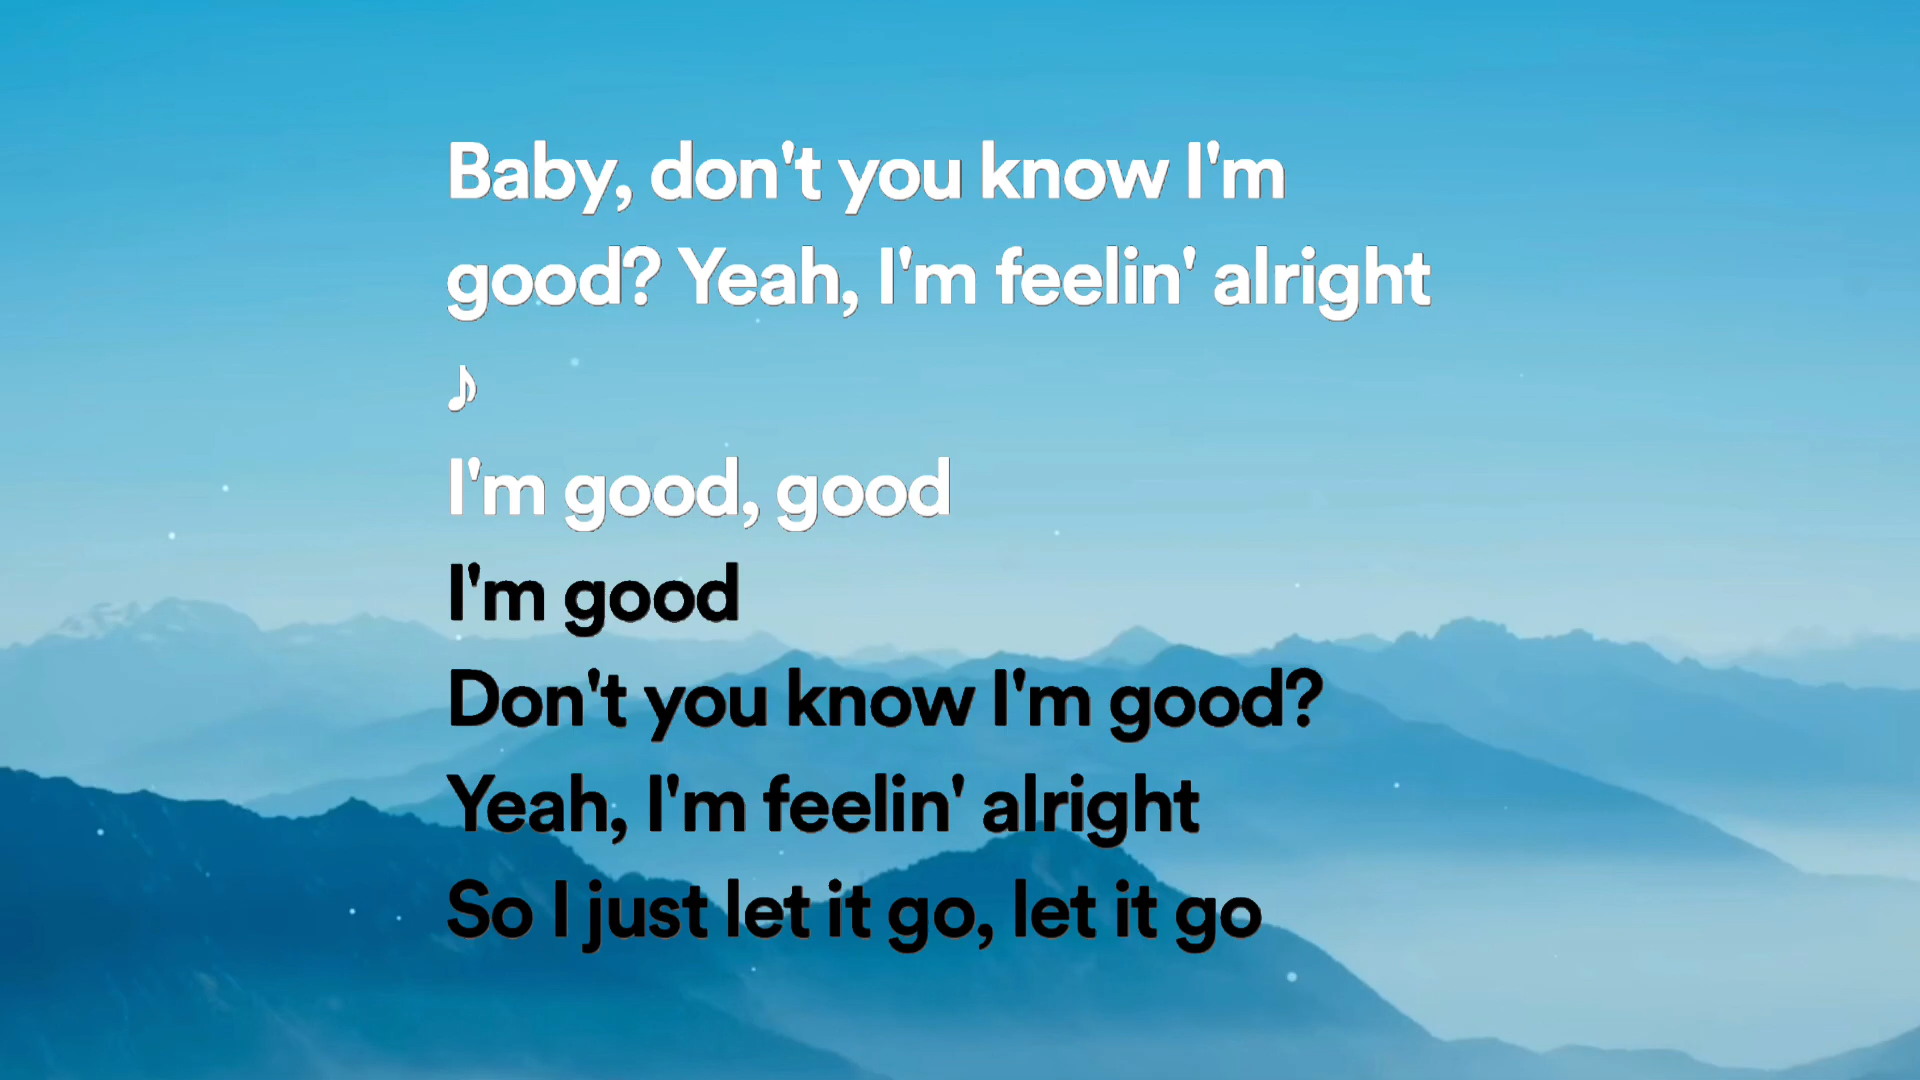 Baby, don't you know I'm
good? Yeah, I'm feelin' alright
♪
I'm good, good
I'm good
Don't you know I'm good?
Yeah, I'm feelin' alright
So I just let it go, let it go